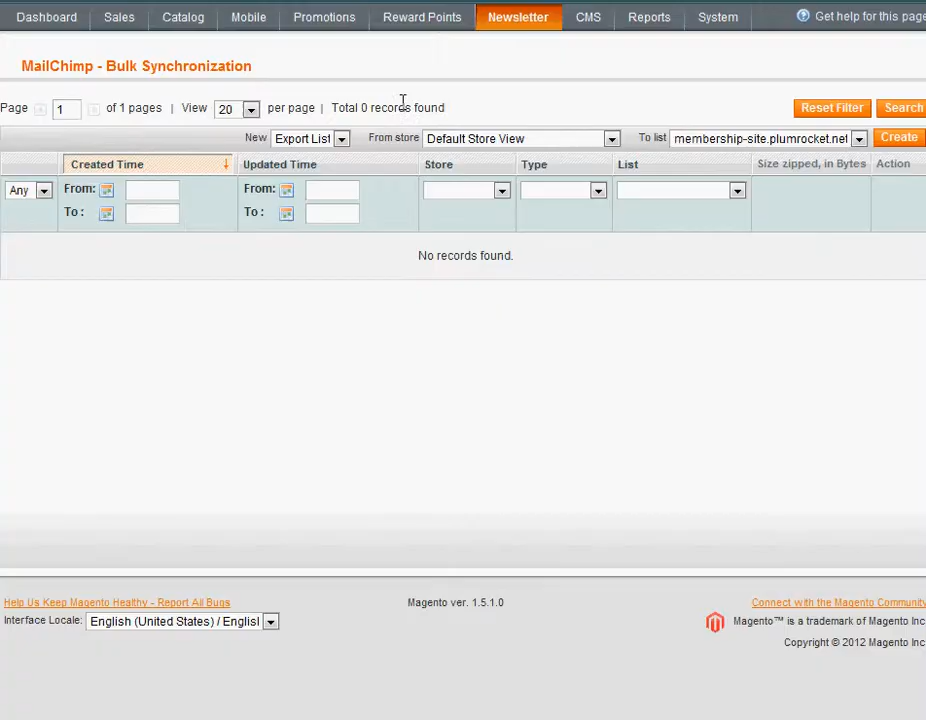 Dashboard Sales Catalog Mobile Promotions Reward Points Newsletter CMS Reports System Get help for this page
MailChimp - Bulk Synchronization
Page 1 of 1 pages | View 20 per page | Total 0 records found Reset Filter Search
New Export List From store Default Store View To list membership-site.plumrocket.net Create
Created Time Updated Time Store Type List Size zipped, in Bytes Action
Any From: From:
To : To :
No records found.
Help Us Keep Magento Healthy - Report All Bugs Magento ver. 1.5.1.0 Connect with the Magento Community
Interface Locale: English (United States) / Englisl Magento™ is a trademark of Magento Inc
Copyright © 2012 Magento Inc